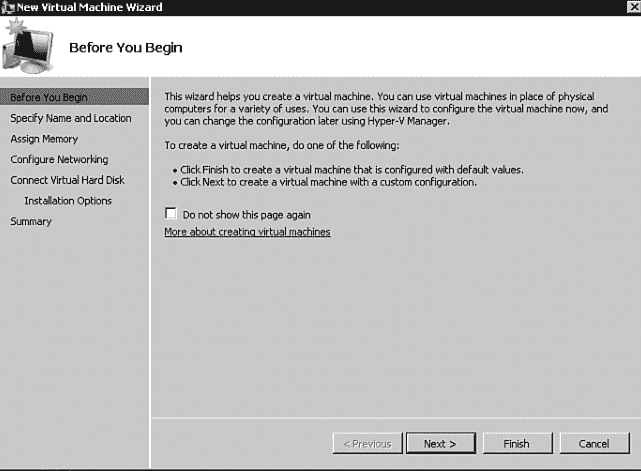 New Virtual Machine Wizard
Before You Begin
Before You Begin
Specify Name and Location
Assign Memory
Configure Networking
Connect Virtual Hard Disk
Installation Options
Summary
This wizard helps you create a virtual machine. You can use virtual machines in place of physical
computers for a variety of uses. You can use this wizard to configure the virtual machine now, and
you can change the configuration later using Hyper-V Manager.
To create a virtual machine, do one of the following:
• Click Finish to create a virtual machine that is configured with default values.
• Click Next to create a virtual machine with a custom configuration.
Do not show this page again
More about creating virtual machines
< Previous
Next >
Finish
Cancel